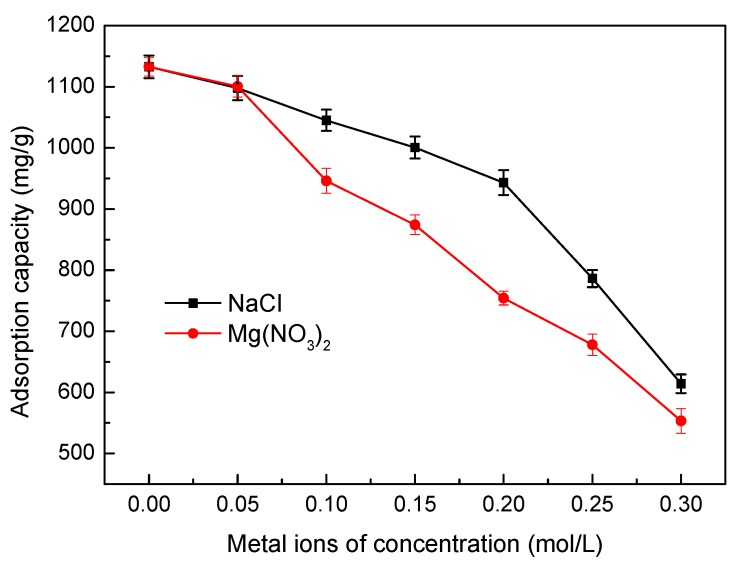 1200
1100
1000
900
800
700
600
500
Adsorption capacity (mg/g)
NaCl
Mg(NO₃)₂
0.00 0.05 0.10 0.15 0.20 0.25 0.30
Metal ions of concentration (mol/L)